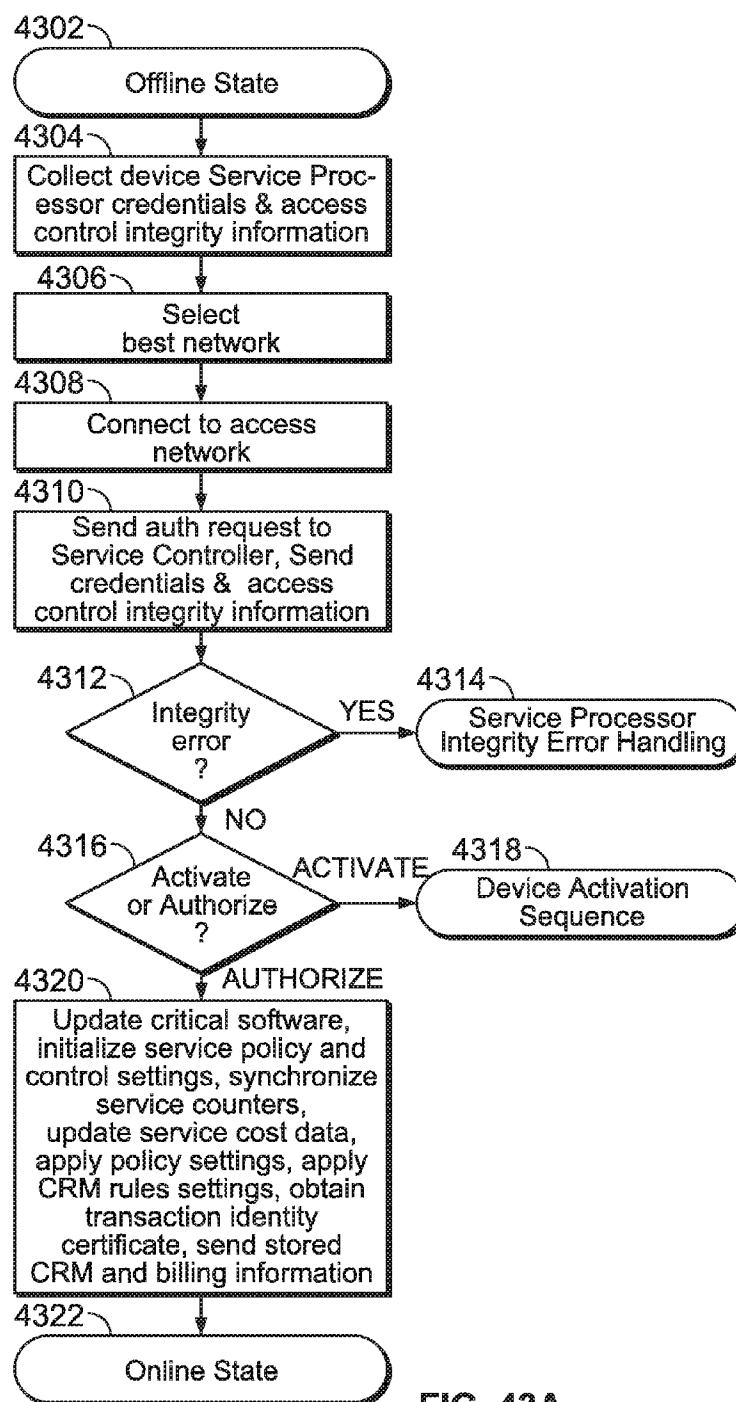 4302
Offline State
4304
Collect device Service Proc-
essor credentials & access
control integrity information
4306
Select
best network
4308
Connect to access
network
4310
Send auth request to
Service Controller, Send
credentials & access
control integrity information
4312
Integrity
error
?
YES
4314
Service Processor
Integrity Error Handling
NO
4316
Activate
or Authorize
?
ACTIVATE
4318
Device Activation
Sequence
AUTHORIZE
4320
Update critical software,
initialize service policy and
control settings, synchronize
service counters,
update service cost data,
apply policy settings, apply
CRM rules settings, obtain
transaction identity
certificate, send stored
CRM and billing information
4322
Online State
FIG. 43A